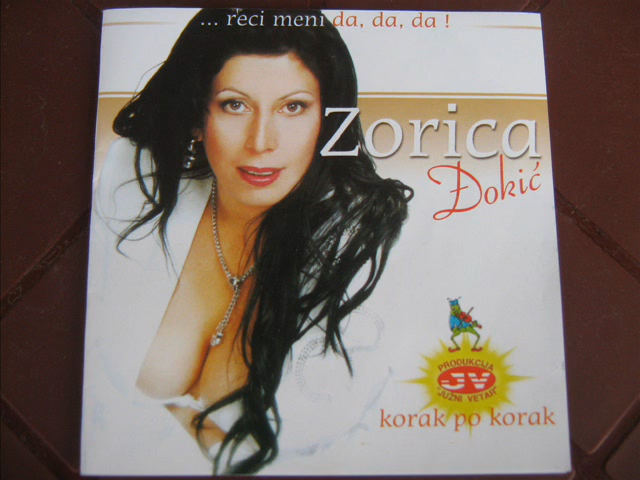 ... reci meni da, da, da !
Zorica
Đokić
PRODUKCIJA
JV
"JUŽNI VETAR"
korak po korak